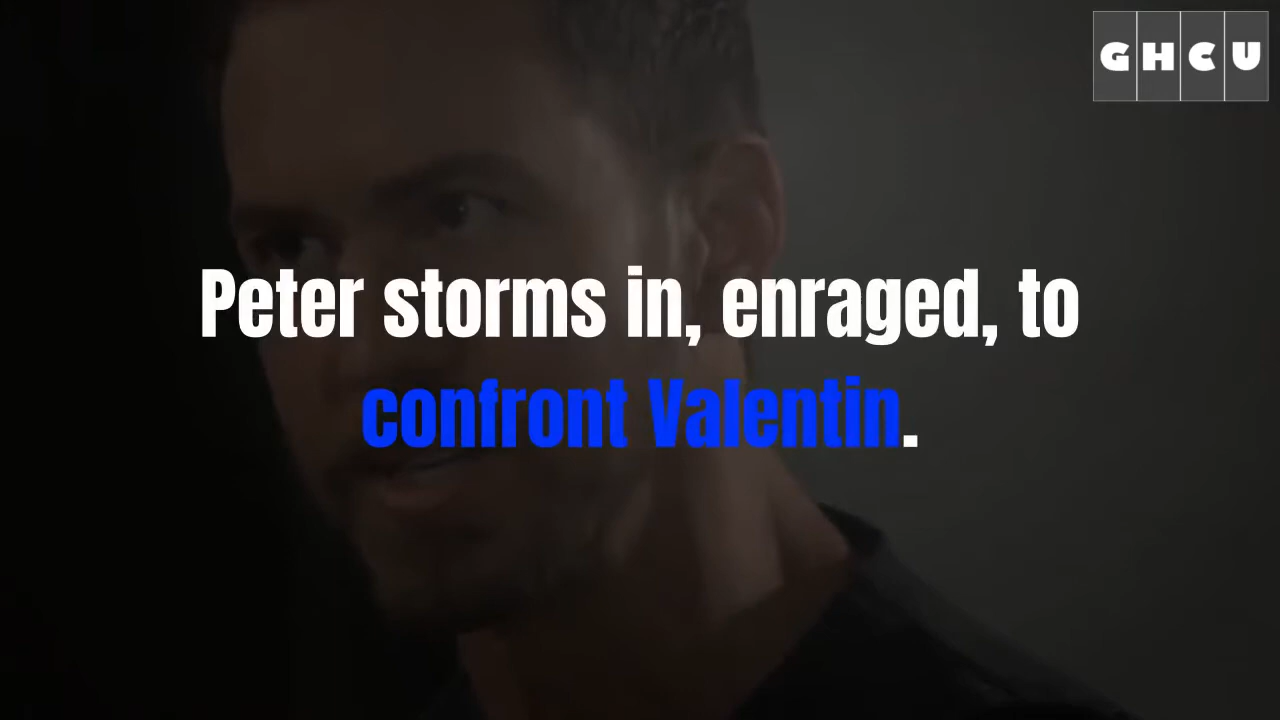 GHCU
Peter storms in, enraged, to
confront Valentin.